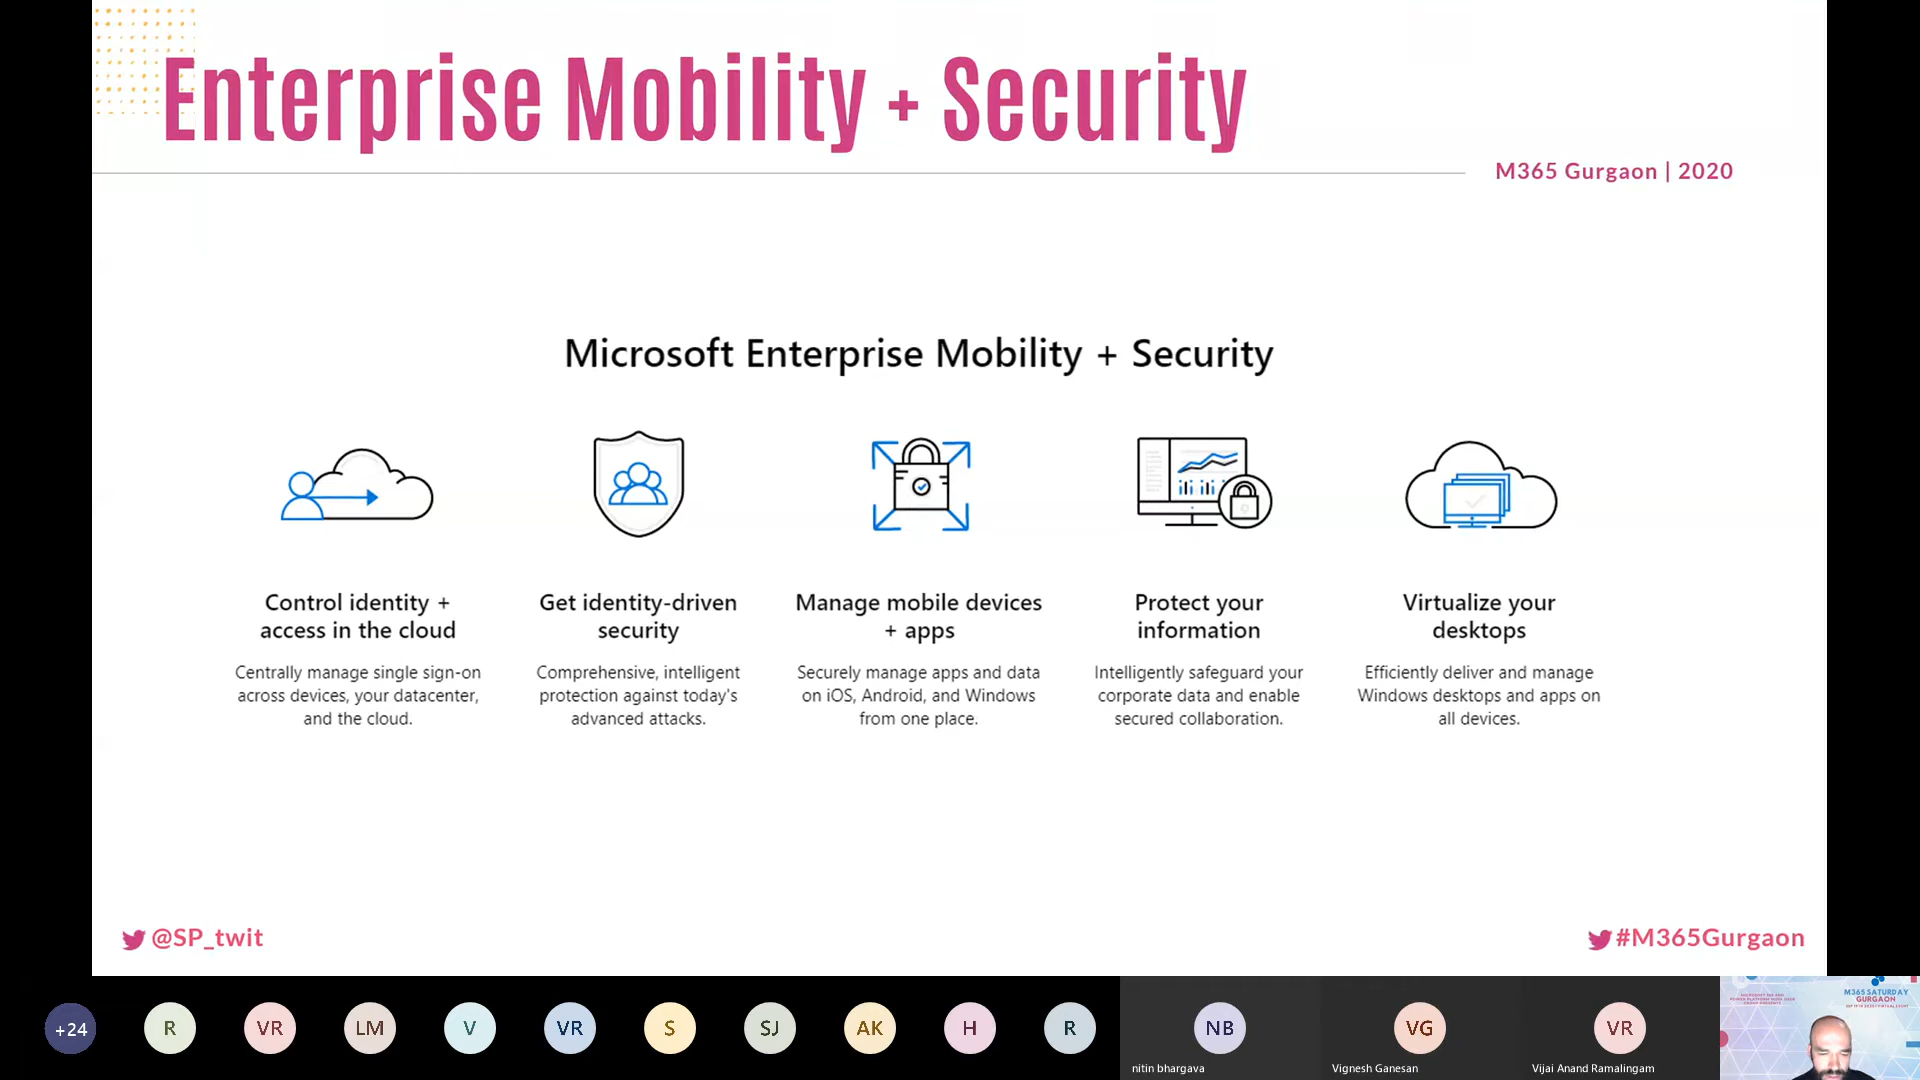 Enterprise Mobility + Security
M365 Gurgaon | 2020
Microsoft Enterprise Mobility + Security
Control identity +
access in the cloud
Centrally manage single sign-on
across devices, your datacenter,
and the cloud.
Get identity-driven
security
Comprehensive, intelligent
protection against today's
advanced attacks.
Manage mobile devices
+ apps
Securely manage apps and data
on iOS, Android, and Windows
from one place.
Protect your
information
Intelligently safeguard your
corporate data and enable
secured collaboration.
Virtualize your
desktops
Efficiently deliver and manage
Windows desktops and apps on
all devices.
@SP_twit
#M365Gurgaon
+24
R
VR
LM
V
VR
S
SJ
AK
H
R
NB
nitin bhargava
VG
Vignesh Ganesan
VR
Vijai Anand Ramalingam
M365 SATURDAY
GURGAON